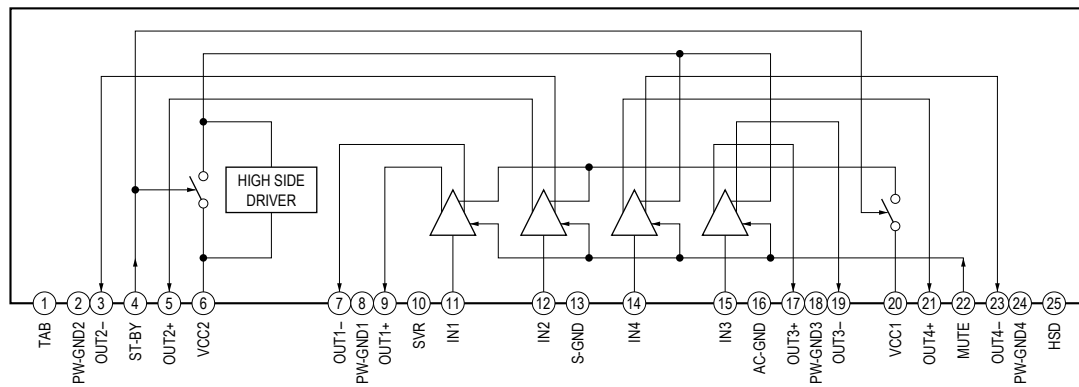 HIGH SIDE
DRIVER
1 2 3 4 5 6 7 8 9 10 11 12 13 14 15 16 17 18 19 20 21 22 23 24 25
TAB
PW-GND2
OUT2–
ST-BY
OUT2+
VCC2
OUT1–
PW-GND1
OUT1+
SVR
IN1
IN2
S-GND
IN4
IN3
AC-GND
OUT3+
PW-GND3
OUT3–
VCC1
OUT4+
MUTE
OUT4–
PW-GND4
HSD